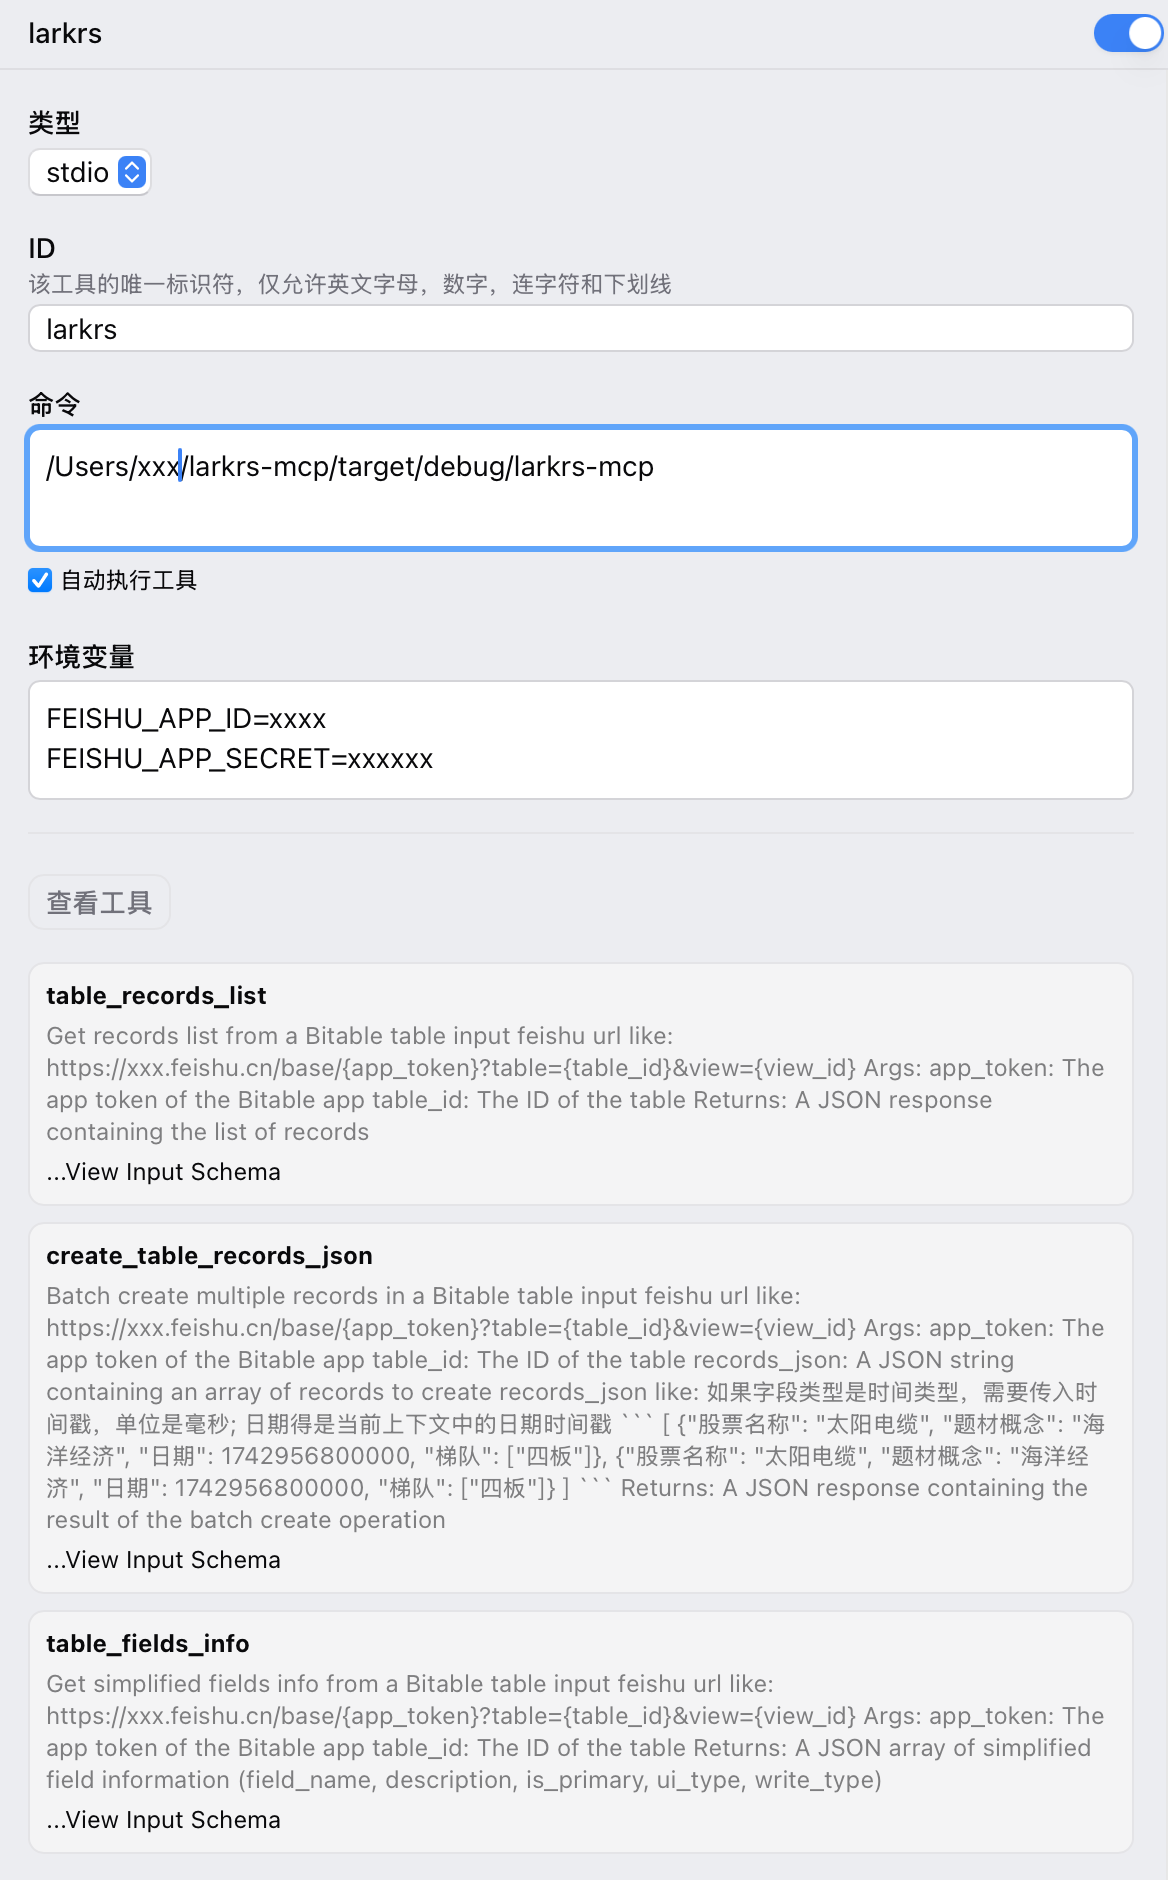 larkrs
类型
stdio
ID
该工具的唯一标识符，仅允许英文字母，数字，连字符和下划线
larkrs
命令
/Users/xxx/larkrs-mcp/target/debug/larkrs-mcp
自动执行工具
环境变量
FEISHU_APP_ID=xxxx
FEISHU_APP_SECRET=xxxxxx
查看工具
table_records_list
Get records list from a Bitable table input feishu url like:
https://xxx.feishu.cn/base/{app_token}?table={table_id}&view={view_id} Args: app_token: The
app token of the Bitable app table_id: The ID of the table Returns: A JSON response
containing the list of records
...View Input Schema
create_table_records_json
Batch create multiple records in a Bitable table input feishu url like:
https://xxx.feishu.cn/base/{app_token}?table={table_id}&view={view_id} Args: app_token: The
app token of the Bitable app table_id: The ID of the table records_json: A JSON string
containing an array of records to create records_json like: 如果字段类型是时间类型，需要传入时
间戳，单位是毫秒; 日期得是当前上下文中的日期时间戳 ``` [ {"股票名称": "太阳电缆", "题材概念": "海
洋经济", "日期": 1742956800000, "梯队": ["四板"]}, {"股票名称": "太阳电缆", "题材概念": "海洋经
济", "日期": 1742956800000, "梯队": ["四板"]} ] ``` Returns: A JSON response containing the
result of the batch create operation
...View Input Schema
table_fields_info
Get simplified fields info from a Bitable table input feishu url like:
https://xxx.feishu.cn/base/{app_token}?table={table_id}&view={view_id} Args: app_token: The
app token of the Bitable app table_id: The ID of the table Returns: A JSON array of simplified
field information (field_name, description, is_primary, ui_type, write_type)
...View Input Schema